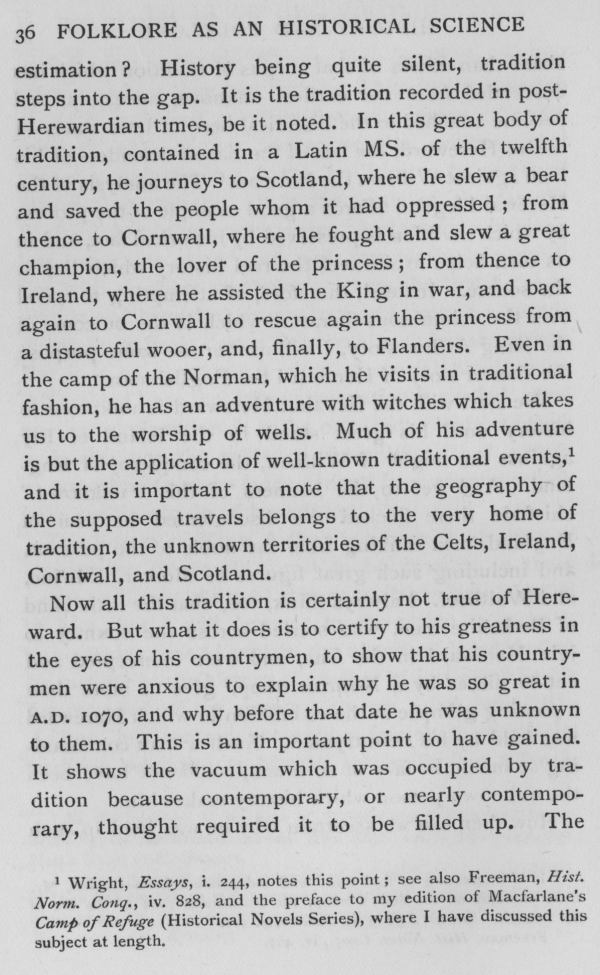 36 FOLKLORE AS AN HISTORICAL SCIENCE
estimation? History being quite silent, tradition
steps into the gap. It is the tradition recorded in post-
Herewardian times, be it noted. In this great body of
tradition, contained in a Latin MS. of the twelfth
century, he journeys to Scotland, where he slew a bear
and saved the people whom it had oppressed; from
thence to Cornwall, where he fought and slew a great
champion, the lover of the princess; from thence to
Ireland, where he assisted the King in war, and back
again to Cornwall to rescue again the princess from
a distasteful wooer, and, finally, to Flanders. Even in
the camp of the Norman, which he visits in traditional
fashion, he has an adventure with witches which takes
us to the worship of wells. Much of his adventure
is but the application of well-known traditional events,¹
and it is important to note that the geography of
the supposed travels belongs to the very home of
tradition, the unknown territories of the Celts, Ireland,
Cornwall, and Scotland.
Now all this tradition is certainly not true of Here-
ward. But what it does is to certify to his greatness in
the eyes of his countrymen, to show that his country-
men were anxious to explain why he was so great in
A.D. 1070, and why before that date he was unknown
to them. This is an important point to have gained.
It shows the vacuum which was occupied by tra-
dition because contemporary, or nearly contempo-
rary, thought required it to be filled up. The
¹ Wright, Essays, i. 244, notes this point; see also Freeman, Hist.
Norm. Conq., iv. 828, and the preface to my edition of Macfarlane's
Camp of Refuge (Historical Novels Series), where I have discussed this
subject at length.